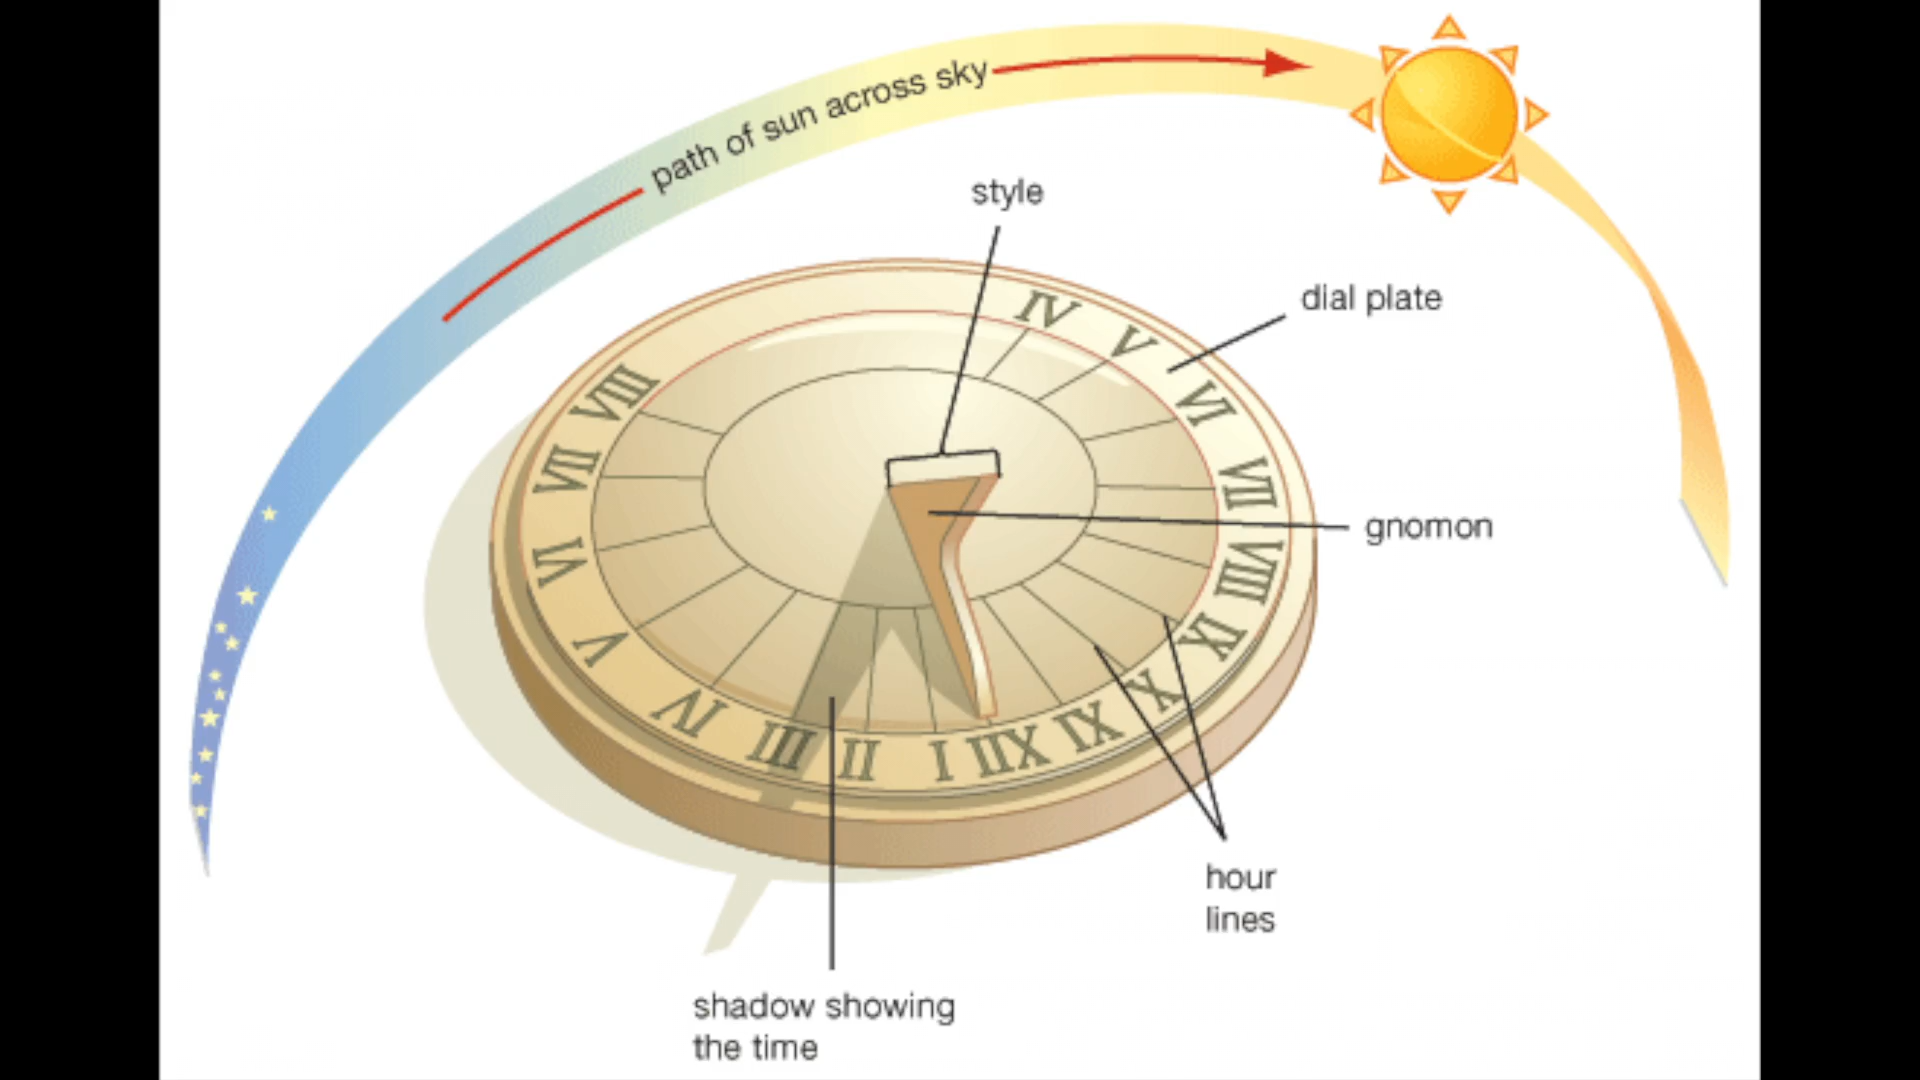 path of sun across sky
style
dial plate
IV
V
VI
VII
VIII
IX
X
XI
XII
I
II
III
IV
V
VI
VII
VIII
gnomon
hour
lines
shadow showing
the time